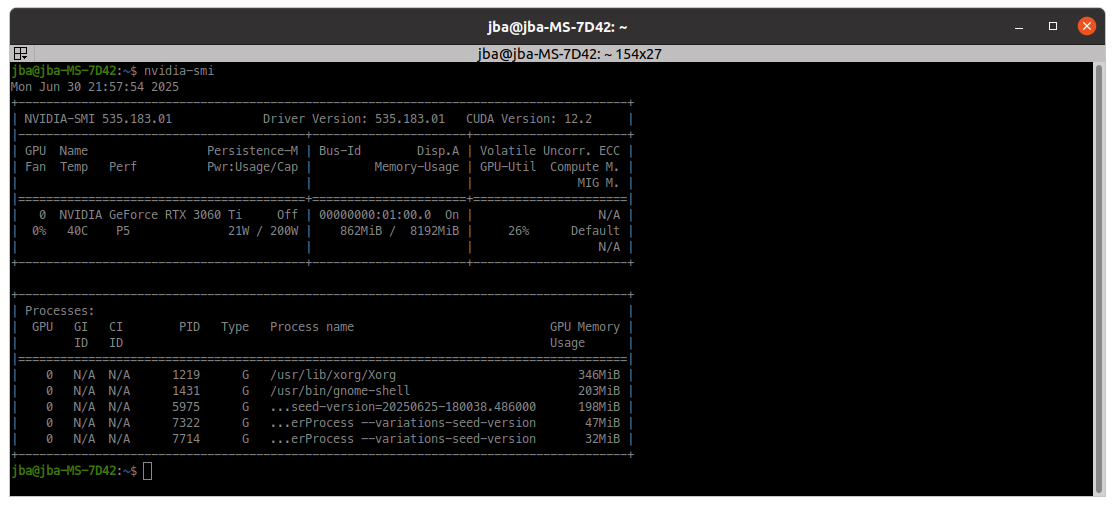 jba@jba-MS-7D42: ~
jba@jba-MS-7D42: ~ 154x27
jba@jba-MS-7D42:~$ nvidia-smi
Mon Jun 30 21:57:54 2025
+---------------------------------------------------------------------------------------+
| NVIDIA-SMI 535.183.01             Driver Version: 535.183.01   CUDA Version: 12.2     |
|-----------------------------------------+----------------------+----------------------+
| GPU  Name                 Persistence-M | Bus-Id        Disp.A | Volatile Uncorr. ECC |
| Fan  Temp   Perf          Pwr:Usage/Cap |         Memory-Usage | GPU-Util  Compute M. |
|                                         |                      |               MIG M. |
|=========================================+======================+======================|
|   0  NVIDIA GeForce RTX 3060 Ti     Off | 00000000:01:00.0  On |                  N/A |
|  0%   40C    P5              21W / 200W |    862MiB /  8192MiB |     26%      Default |
|                                         |                      |                  N/A |
+-----------------------------------------+----------------------+----------------------+
+---------------------------------------------------------------------------------------+
| Processes:                                                                            |
|  GPU   GI   CI        PID   Type   Process name                            GPU Memory |
|        ID   ID                                                             Usage      |
|=======================================================================================|
|    0   N/A  N/A      1219      G   /usr/lib/xorg/Xorg                          346MiB |
|    0   N/A  N/A      1431      G   /usr/bin/gnome-shell                        203MiB |
|    0   N/A  N/A      5975      G   ...seed-version=20250625-180038.486000      198MiB |
|    0   N/A  N/A      7322      G   ...erProcess --variations-seed-version       47MiB |
|    0   N/A  N/A      7714      G   ...erProcess --variations-seed-version       32MiB |
+---------------------------------------------------------------------------------------+
jba@jba-MS-7D42:~$